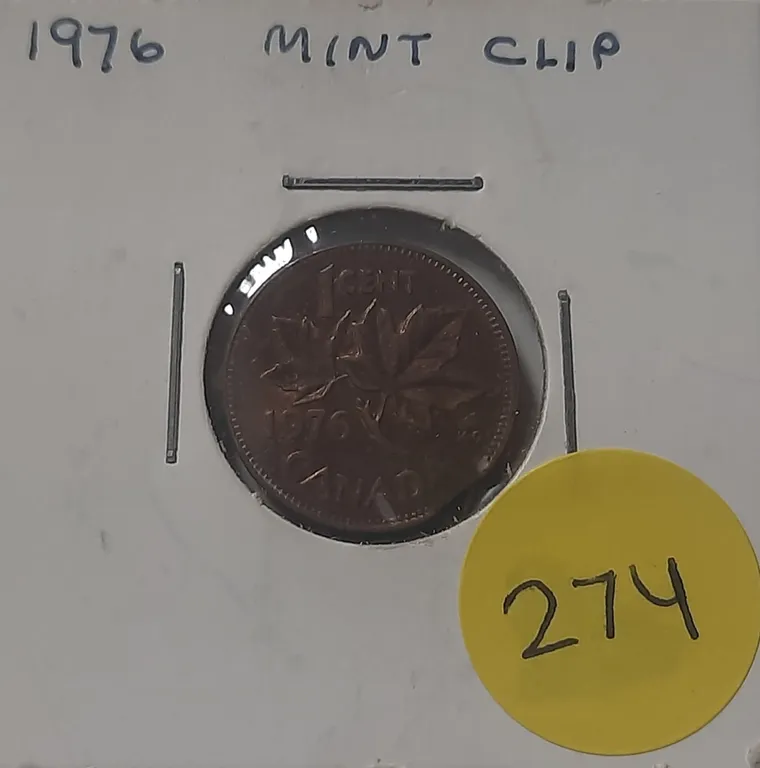 1976 MINT CLIP
1 CENT
1976
CANADA
274